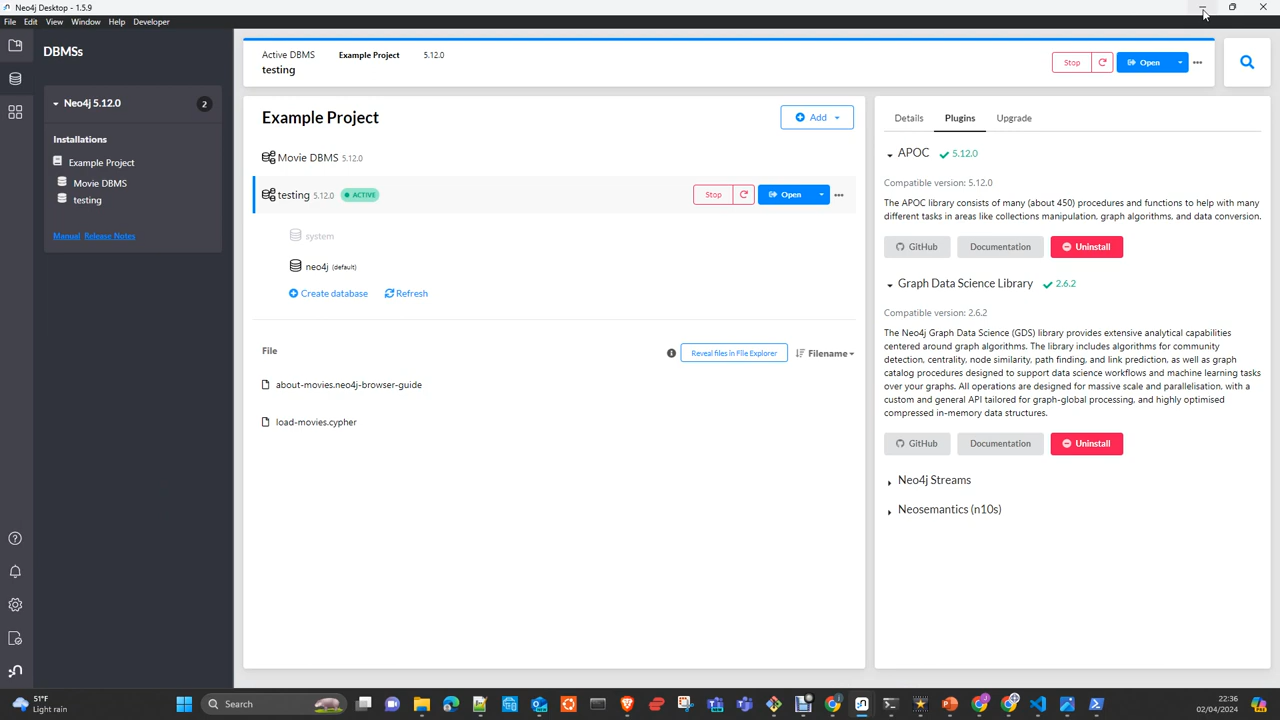 Neo4j Desktop - 1.5.9
File Edit View Window Help Developer
DBMSs
Neo4j 5.12.0 2
Installations
Example Project
Movie DBMS
testing
Manual Release Notes
Active DBMS Example Project 5.12.0
testing
Stop Open
Example Project
Add
Movie DBMS 5.12.0
testing 5.12.0 ACTIVE
Stop Open
system
neo4j (default)
Create database Refresh
File
Reveal files in File Explorer Filename
about-movies.neo4j-browser-guide
load-movies.cypher
Details Plugins Upgrade
APOC 5.12.0
Compatible version: 5.12.0
The APOC library consists of many (about 450) procedures and functions to help with many
different tasks in areas like collections manipulation, graph algorithms, and data conversion.
GitHub Documentation Uninstall
Graph Data Science Library 2.6.2
Compatible version: 2.6.2
The Neo4j Graph Data Science (GDS) library provides extensive analytical capabilities
centered around graph algorithms. The library includes algorithms for community
detection, centrality, node similarity, path finding, and link prediction, as well as graph
catalog procedures designed to support data science workflows and machine learning tasks
over your graphs. All operations are designed for massive scale and parallelisation, with a
custom and general API tailored for graph-global processing, and highly optimised
compressed in-memory data structures.
GitHub Documentation Uninstall
Neo4j Streams
Neosemantics (n10s)
51°F
Light rain
Search
22:36
02/04/2024